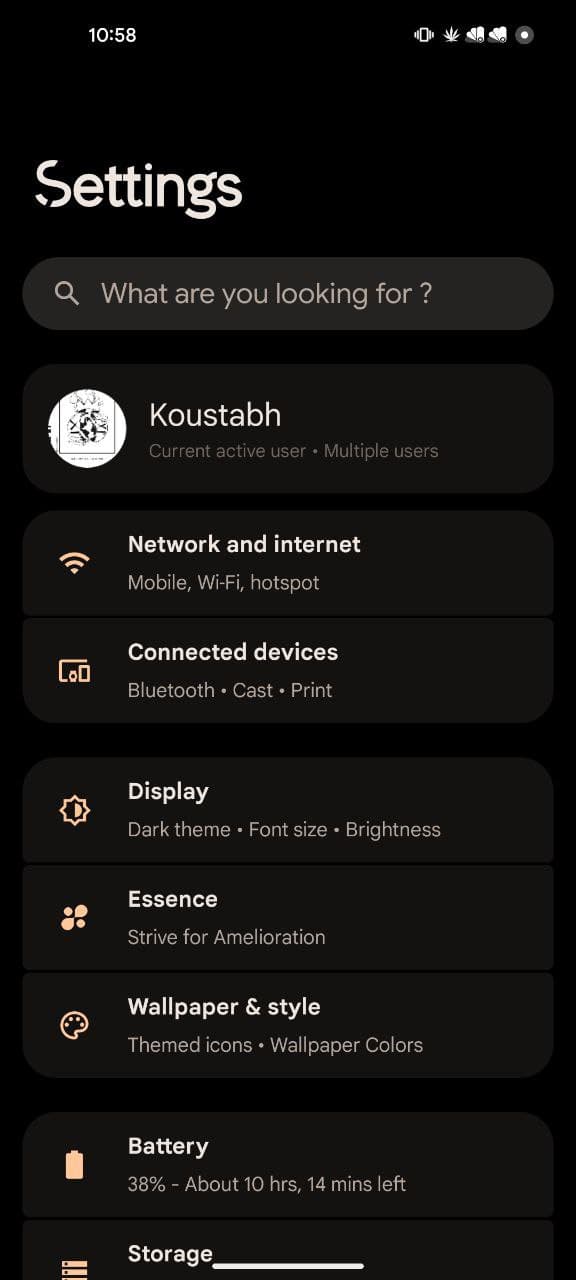 10:58
Settings
What are you looking for ?
Koustabh
Current active user • Multiple users
Network and internet
Mobile, Wi-Fi, hotspot
Connected devices
Bluetooth • Cast • Print
Display
Dark theme • Font size • Brightness
Essence
Strive for Amelioration
Wallpaper & style
Themed icons • Wallpaper Colors
Battery
38% - About 10 hrs, 14 mins left
Storage